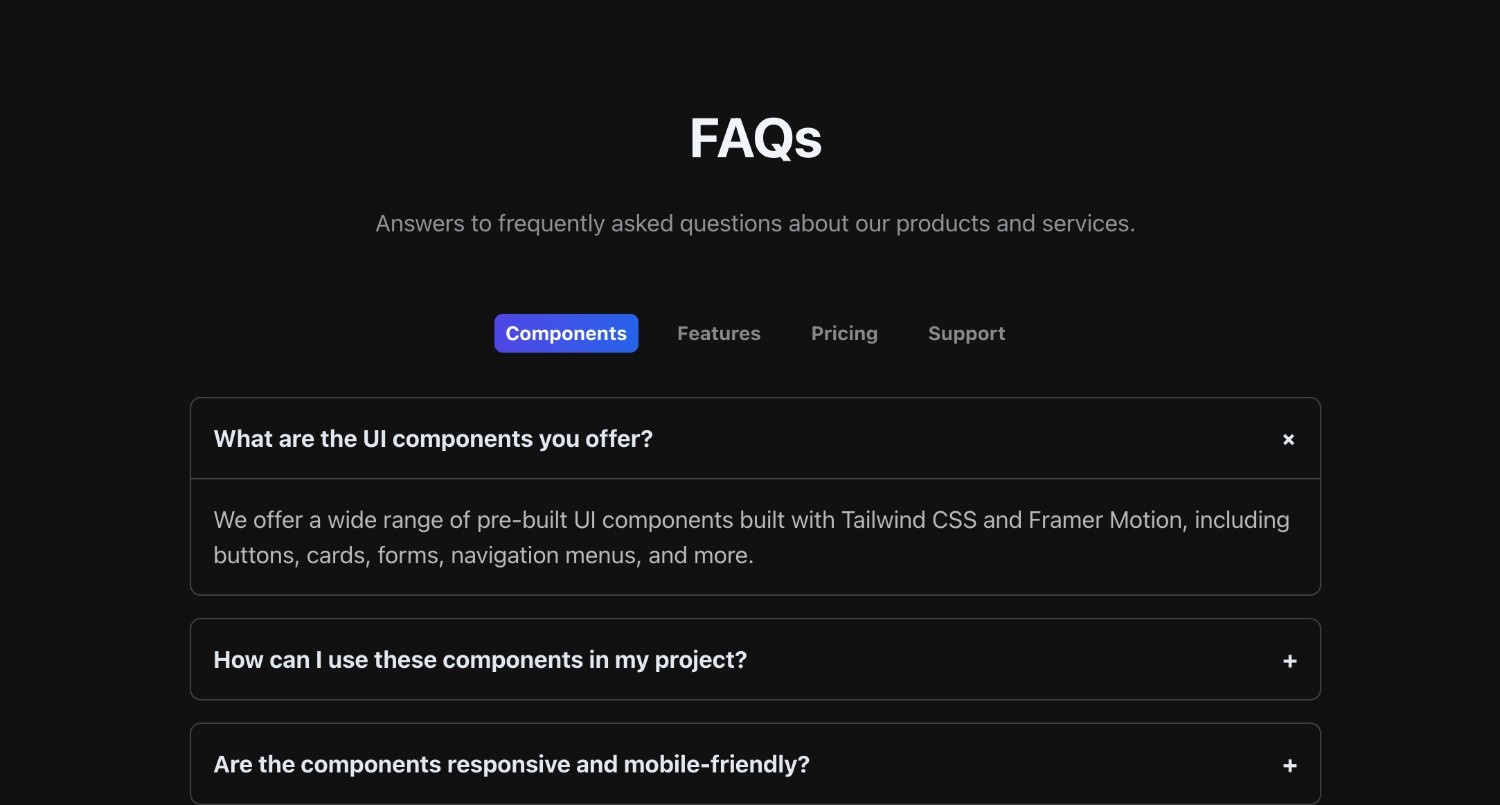 FAQs
Answers to frequently asked questions about our products and services.
Components Features Pricing Support
What are the UI components you offer? ×
We offer a wide range of pre-built UI components built with Tailwind CSS and Framer Motion, including
buttons, cards, forms, navigation menus, and more.
How can I use these components in my project? +
Are the components responsive and mobile-friendly? +